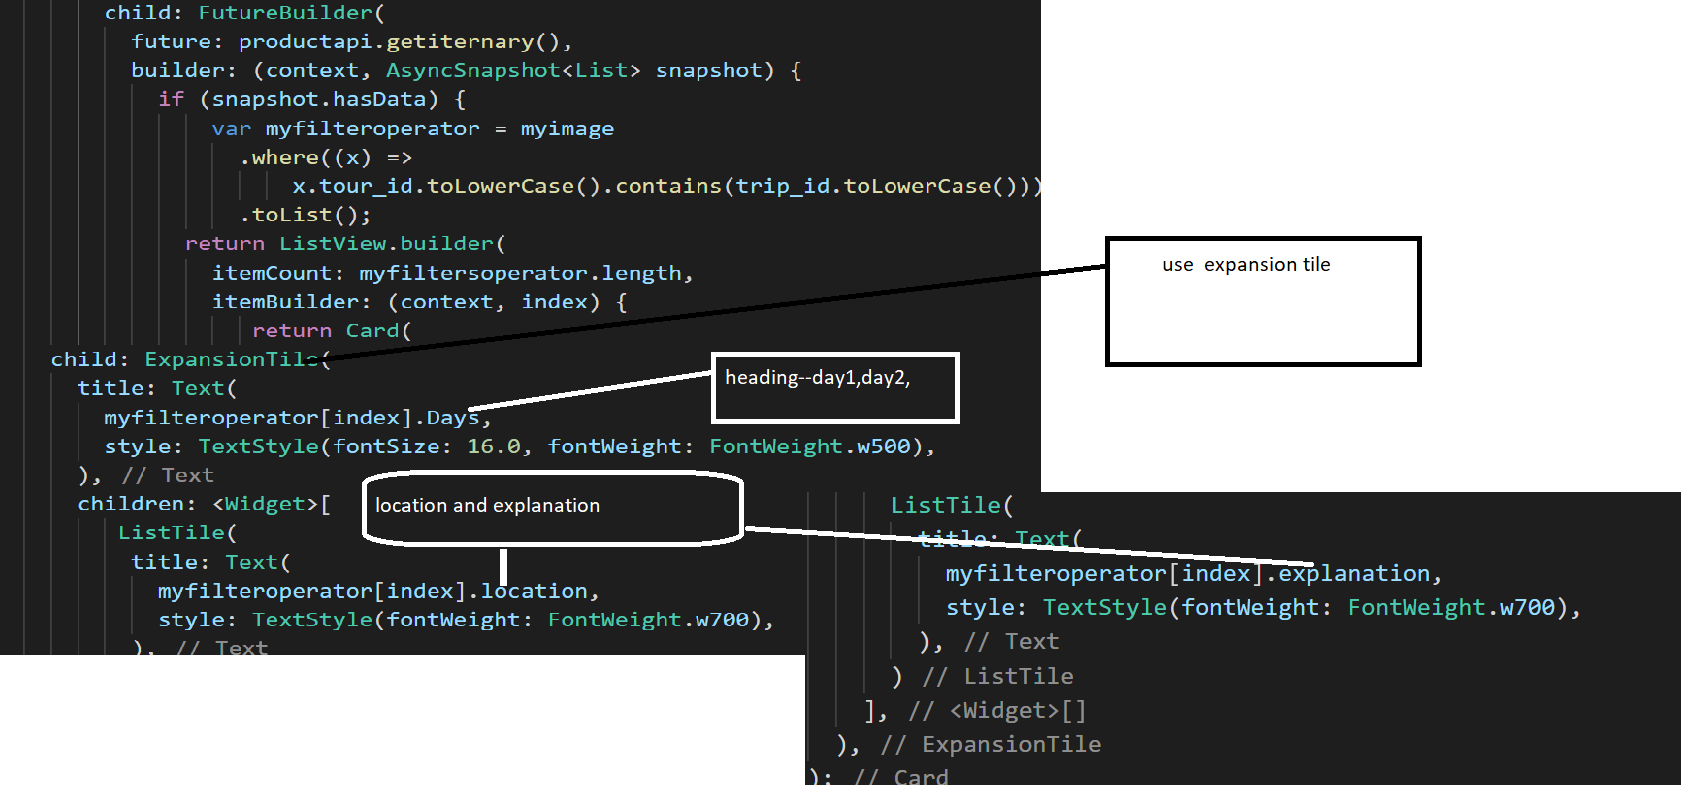 child: FutureBuilder(
future: productapi.getiternary(),
builder: (context, AsyncSnapshot<List> snapshot) {
if (snapshot.hasData) {
var myfilteroperator = myimage
.where((x) =>
x.tour_id.toLowerCase().contains(trip_id.toLowerCase()))
.toList();
return ListView.builder(
itemCount: myfiltersoperator.length,
itemBuilder: (context, index) {
return Card(
child: ExpansionTile(
title: Text(
myfilteroperator[index].Days,
style: TextStyle(fontSize: 16.0, fontWeight: FontWeight.w500),
), // Text
children: <Widget>[
ListTile(
title: Text(
myfilteroperator[index].location,
style: TextStyle(fontWeight: FontWeight.w700),
), // Text
use expansion tile
heading--day1,day2,
location and explanation
ListTile(
title: Text(
myfilteroperator[index].explanation,
style: TextStyle(fontWeight: FontWeight.w700),
), // Text
) // ListTile
], // <Widget>[]
), // ExpansionTile
); // Card